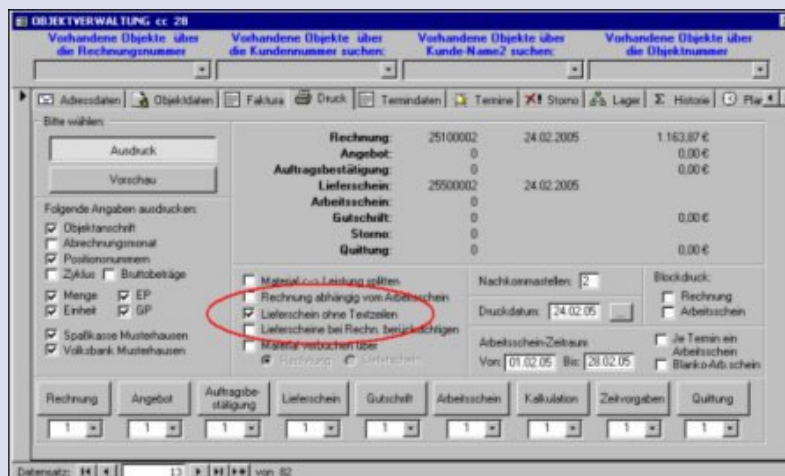 OBJEKTVERWALTUNG cc 28
Vorhandene Objekte über die Rechnungsnummer
Vorhandene Objekte über die Kundennummer suchen:
Vorhandene Objekte über Kunde-Name2 suchen:
Vorhandene Objekte über die Objektnummer
Adressdaten Objektdaten Faktura Druck Termindaten Termine Storno Lager Historie
Bitte wählen:
Ausdruck
Vorschau
Rechnung: 25100002 24.02.2005 1.163,87 €
Angebot: 0 0,00 €
Auftragsbestätigung: 0 0,00 €
Lieferschein: 25500002 24.02.2005
Arbeitsschein: 0
Gutschrift: 0 0,00 €
Storno: 0
Quittung: 0 0,00 €
Folgende Angaben ausdrucken:
Objektanschrift
Abrechnungsmonat
Positionsnummern
Zyklus Bruttobeträge
Menge EP
Einheit GP
Spaßkasse Musterhausen
Volksbank Musterhausen
Material <-> Leistung splitten
Rechnung abhängig vom Arbeitsschein
Lieferschein ohne Textzeilen
Lieferscheine bei Rechn. berücksichtigen
Material verbuchen über
Rechnung Lieferschein
Nachkommastellen: 2
Druckdatum: 24.02.05 ...
Arbeitsschein-Zeitraum
Von: 01.02.05 Bis: 28.02.05
Blockdruck:
Rechnung
Arbeitsschein
Je Termin ein Arbeitsschein
Blanko-Arb.schein
Rechnung Angebot Auftragsbe-stätigung Lieferschein Gutschrift Arbeitsschein Kalkulation Zeitvorgaben Quittung
1 1 1 1 1 1 1 1 1
Datensatz: 13 von 82